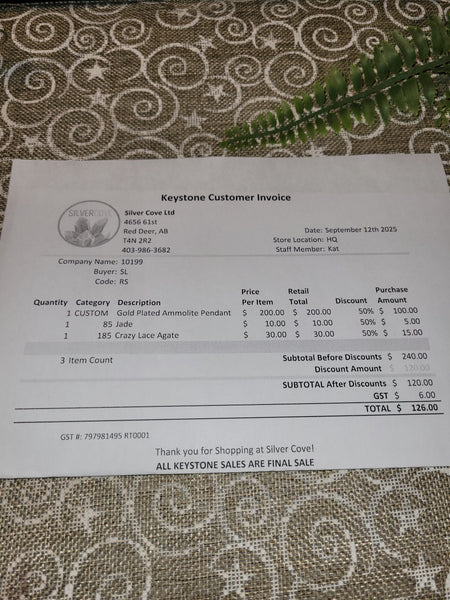 Keystone Customer Invoice
SILVERCOVE
Silver Cove Ltd
4656 61st
Red Deer, AB
T4N 2R2
403-986-3682
Date: September 12th 2025
Store Location: HQ
Staff Member: Kat
Company Name: 10199
Buyer: SL
Code: RS
Quantity Category Description Price Per Item Retail Total Discount Purchase Amount
1 CUSTOM Gold Plated Ammolite Pendant $ 200.00 $ 200.00 50% $ 100.00
1 85 Jade $ 10.00 $ 10.00 50% $ 5.00
1 185 Crazy Lace Agate $ 30.00 $ 30.00 50% $ 15.00
3 Item Count
Subtotal Before Discounts $ 240.00
Discount Amount $ 120.00
SUBTOTAL After Discounts $ 120.00
GST $ 6.00
TOTAL $ 126.00
GST #: 797981495 RT0001
Thank you for Shopping at Silver Cove!
ALL KEYSTONE SALES ARE FINAL SALE